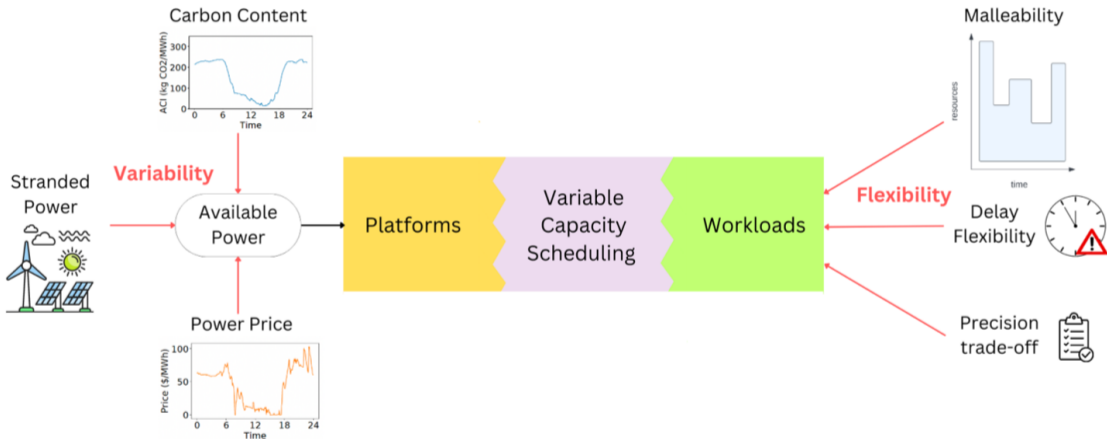 Carbon Content
ACI (kg CO2/MWh)
300
200
100
0
0 6 12 18 24
Time
Variability
Stranded
Power
Available
Power
Power Price
Price ($/MWh)
100
50
0
0 6 12 18 24
Time
Platforms
Variable
Capacity
Scheduling
Workloads
Malleability
resources
time
Flexibility
Delay
Flexibility
Precision
trade-off